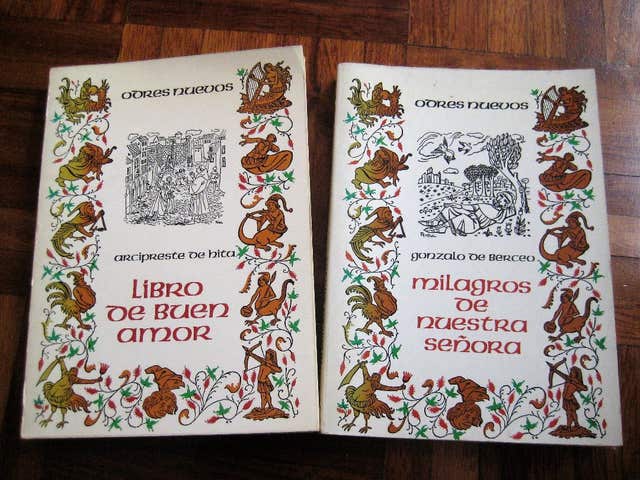 odres nuevos
arcipreste de hita
Libro
de buen
amor
odres nuevos
gonzalo de berceo
milagros
de
nuestra
señora